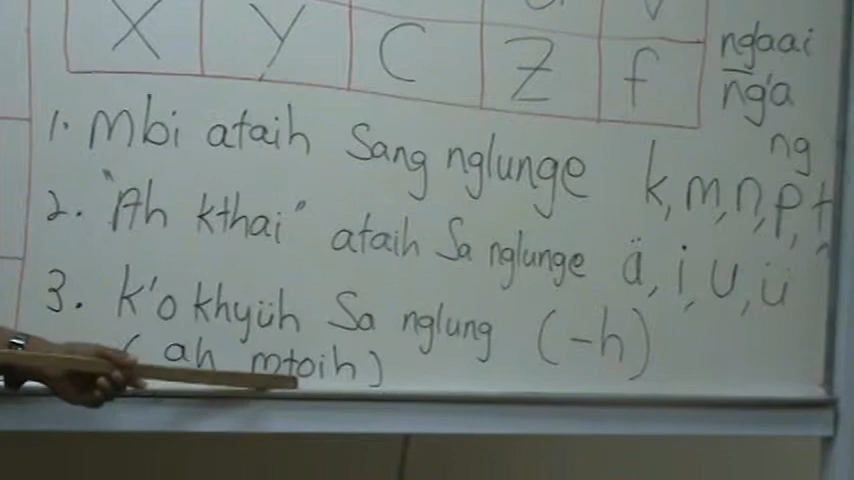 X Y C Z f
ngaai
ng'a
ng
1. Mbi ataih Sang nglunge k, m, n, p, t
2. "Ah kthai" ataih Sa nglunge ä, i, u, ü
3. k'o khyüh Sa nglung (-h)
(ah mtoih)